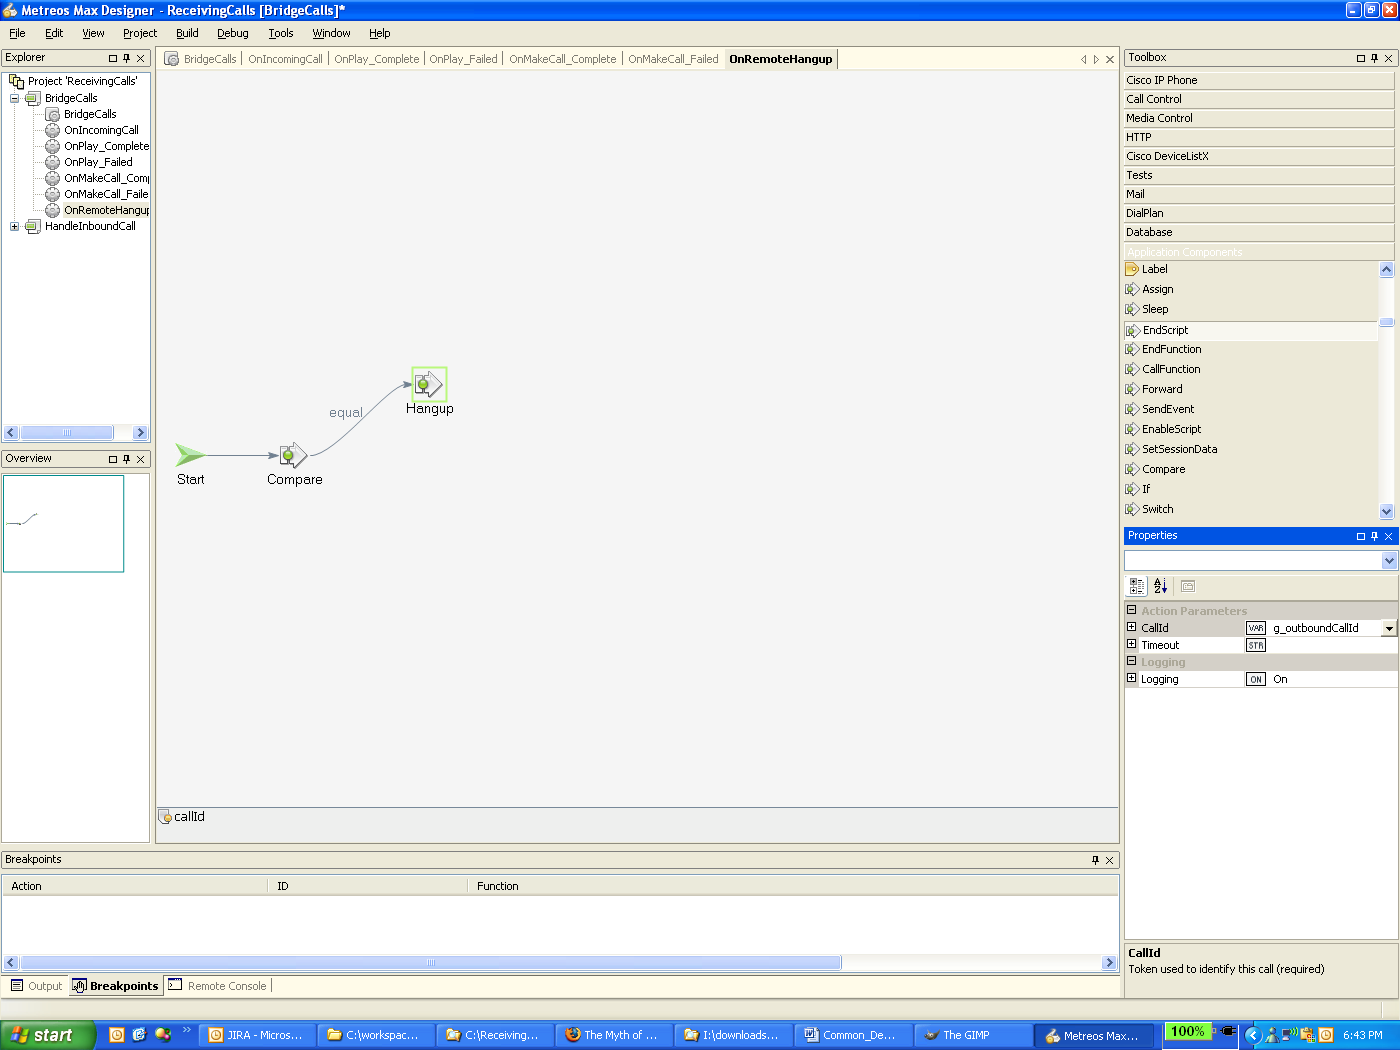 Metreos Max Designer - ReceivingCalls [BridgeCalls]*
File Edit View Project Build Debug Tools Window Help
Explorer
Project 'ReceivingCalls'
BridgeCalls
BridgeCalls
OnIncomingCall
OnPlay_Complete
OnPlay_Failed
OnMakeCall_Com
OnMakeCall_Faile
OnRemoteHangup
HandleInboundCall
Overview
BridgeCalls OnIncomingCall OnPlay_Complete OnPlay_Failed OnMakeCall_Complete OnMakeCall_Failed OnRemoteHangup
equal
Hangup
Start
Compare
callId
Toolbox
Cisco IP Phone
Call Control
Media Control
HTTP
Cisco DeviceListX
Tests
Mail
DialPlan
Database
Application Components
Label
Assign
Sleep
EndScript
EndFunction
CallFunction
Forward
SendEvent
EnableScript
SetSessionData
Compare
If
Switch
Properties
Action Parameters
CallId VAR g_outboundCallId
Timeout STR
Logging
Logging ON On
CallId
Token used to identify this call (required)
Breakpoints
Action ID Function
Output Breakpoints Remote Console
start JIRA - Micros... C:\workspac... C:\Receiving... The Myth of ... I:\downloads... Common_De... The GIMP Metreos Max... 100% 6:43 PM